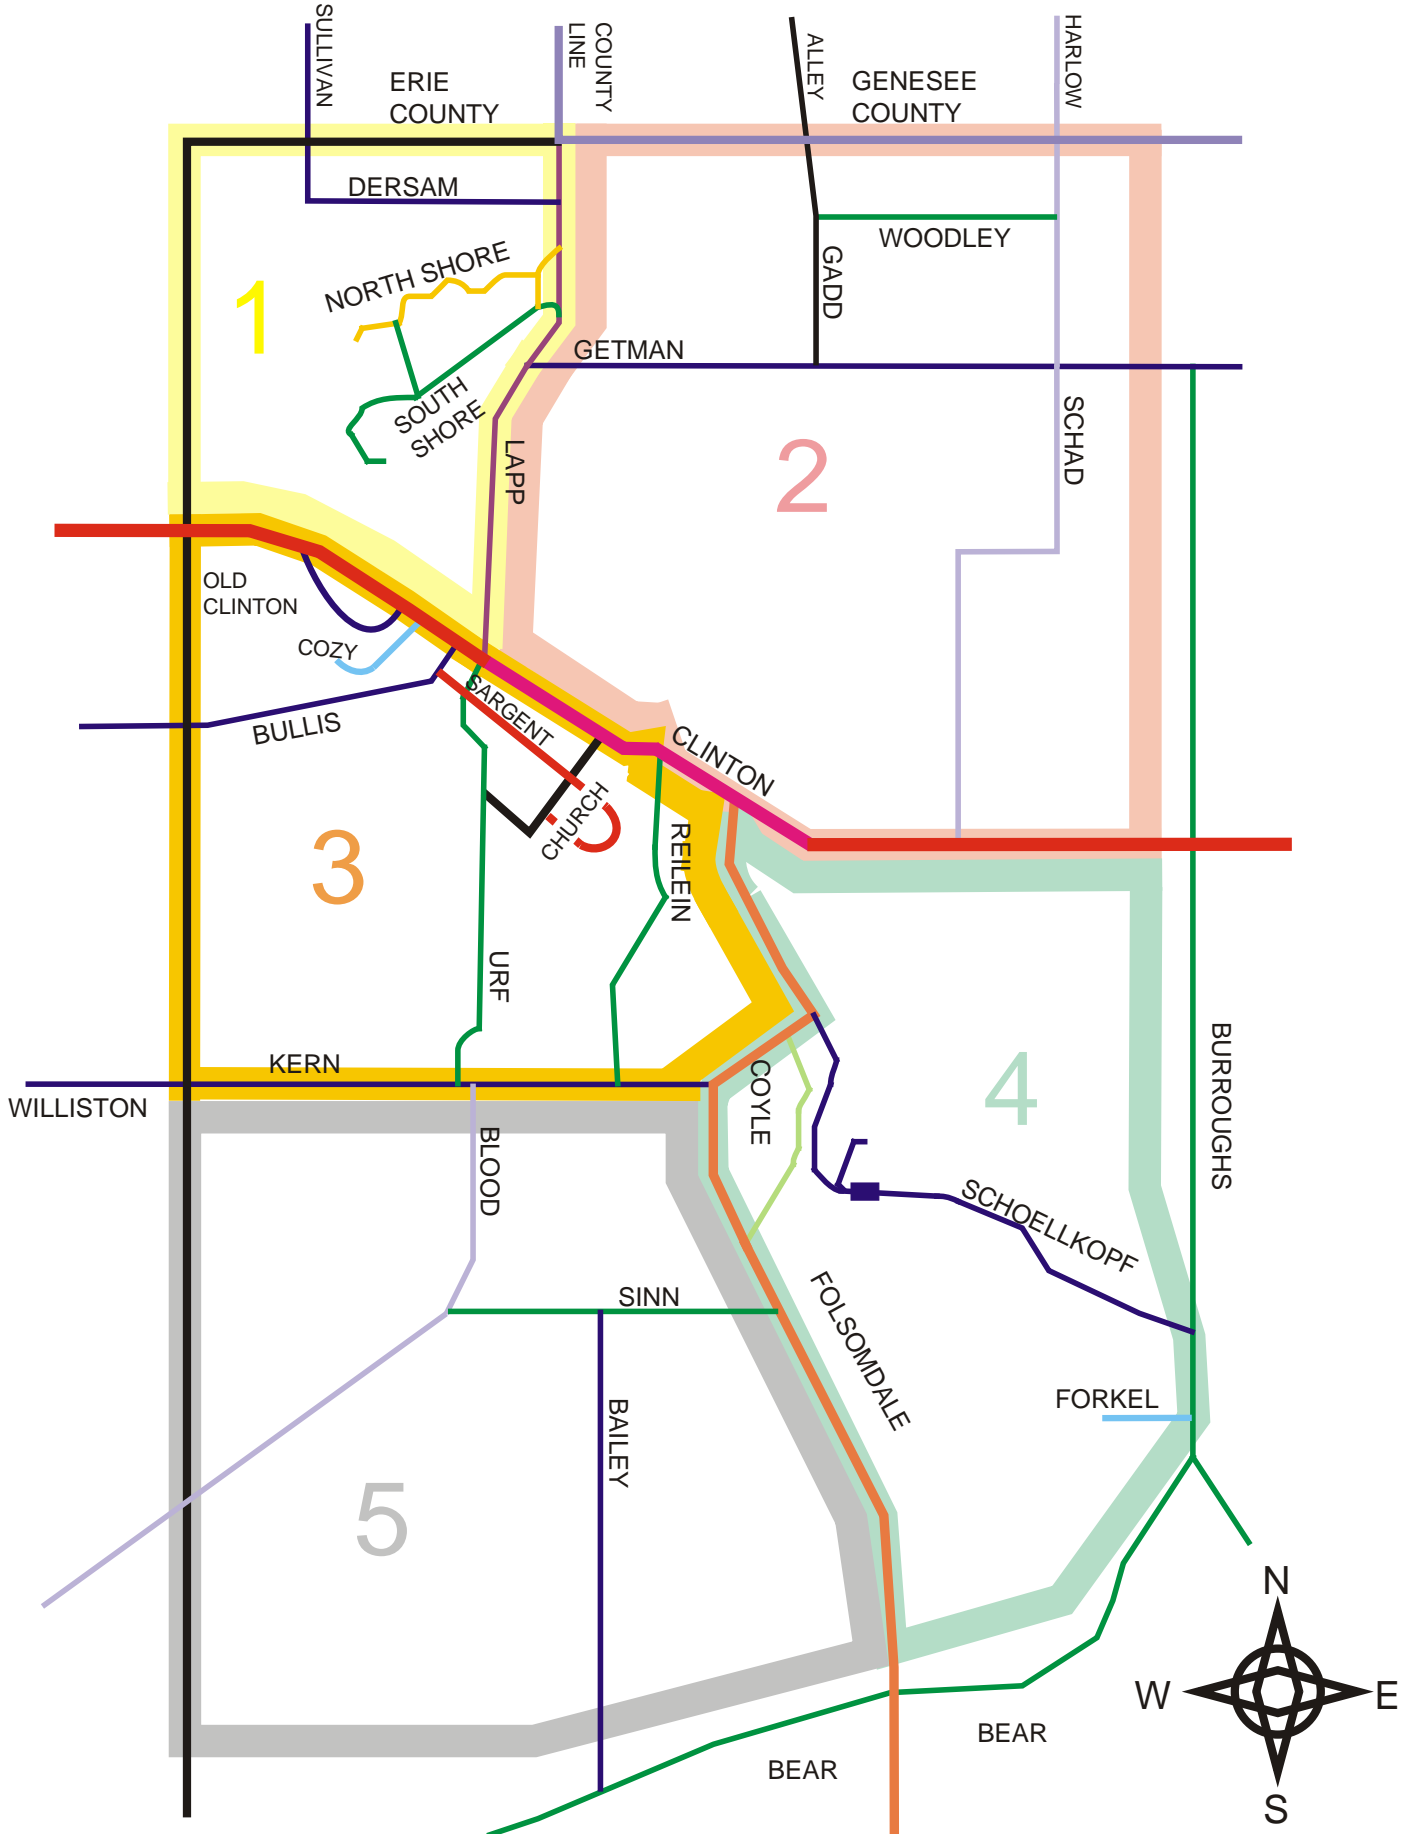 SULLIVAN
ERIE
COUNTY
COUNTY
LINE
ALLEY
GENESEE
COUNTY
HARLOW
DERSAM
NORTH SHORE
WOODLEY
GADD
1
GETMAN
SOUTH
SHORE
LAPP
SCHAD
2
OLD
CLINTON
COZY
BULLIS
SARGENT
CLINTON
CHURCH
REILEIN
3
URF
KERN
WILLISTON
COYLE
4
BURROUGHS
BLOOD
SCHOELLKOPF
SINN
FOLSOMDALE
BAILEY
FORKEL
5
N
W
E
S
BEAR
BEAR